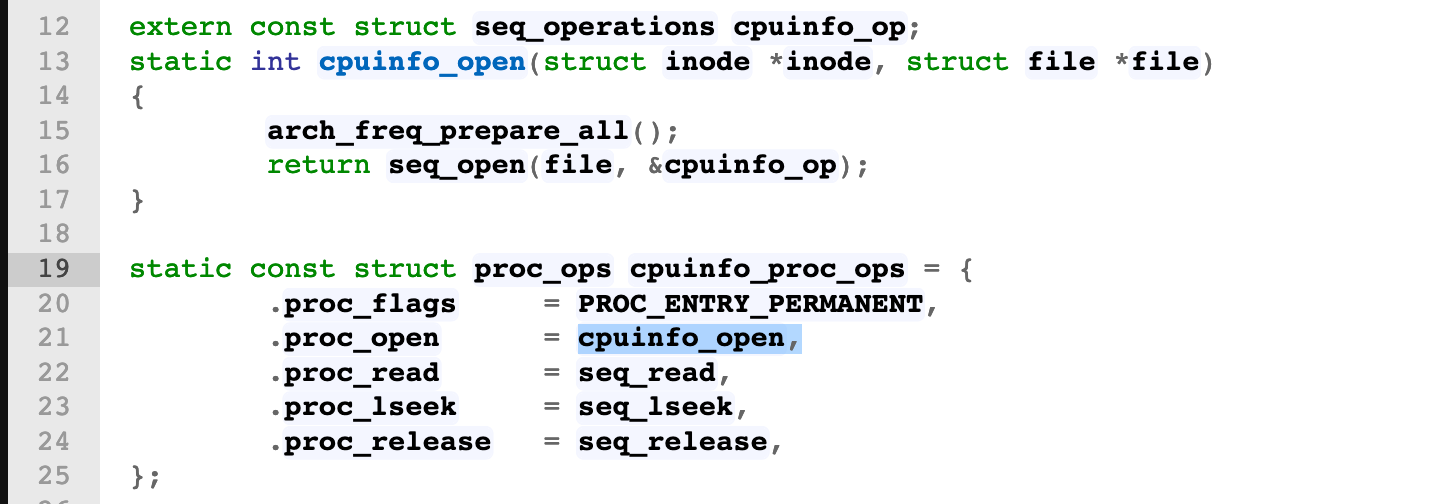 12 extern const struct seq_operations cpuinfo_op;
13 static int cpuinfo_open(struct inode *inode, struct file *file)
14 {
15         arch_freq_prepare_all();
16         return seq_open(file, &cpuinfo_op);
17 }
18
19 static const struct proc_ops cpuinfo_proc_ops = {
20         .proc_flags     = PROC_ENTRY_PERMANENT,
21         .proc_open      = cpuinfo_open,
22         .proc_read      = seq_read,
23         .proc_lseek     = seq_lseek,
24         .proc_release   = seq_release,
25 };